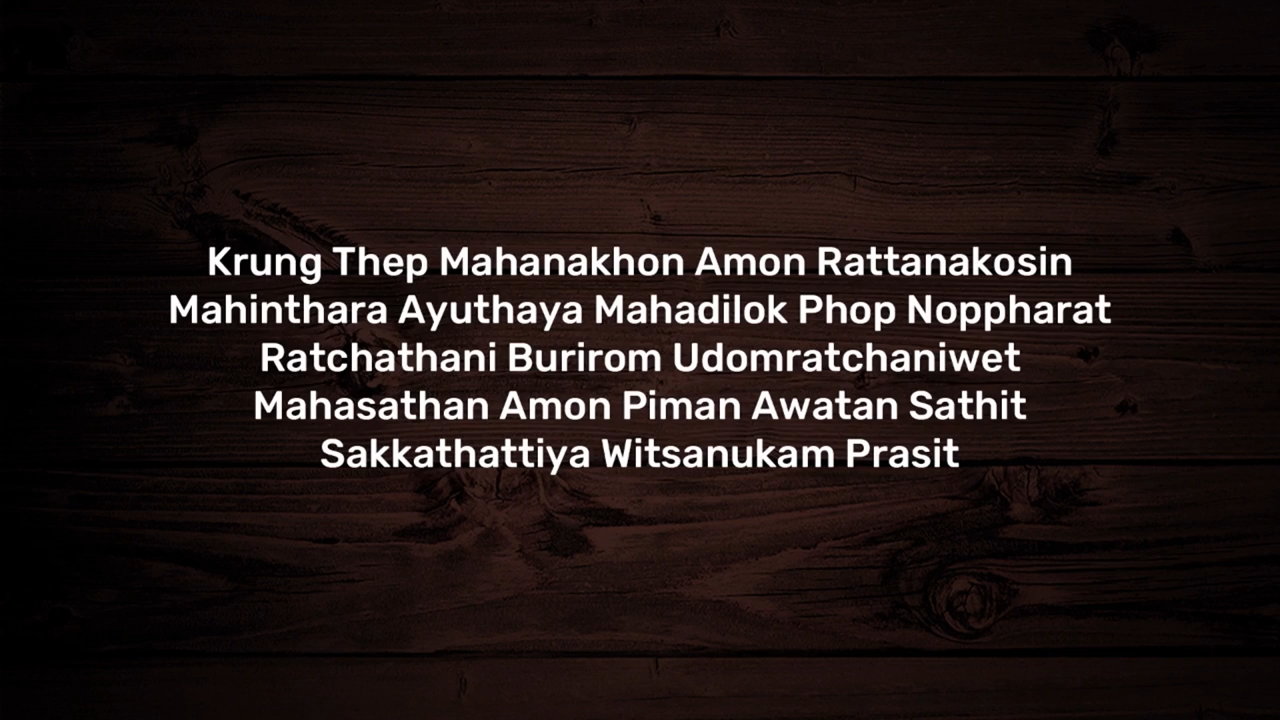 Krung Thep Mahanakhon Amon Rattanakosin
Mahinthara Ayuthaya Mahadilok Phop Noppharat
Ratchathani Burirom Udomratchaniwet
Mahasathan Amon Piman Awatan Sathit
Sakkathattiya Witsanukam Prasit